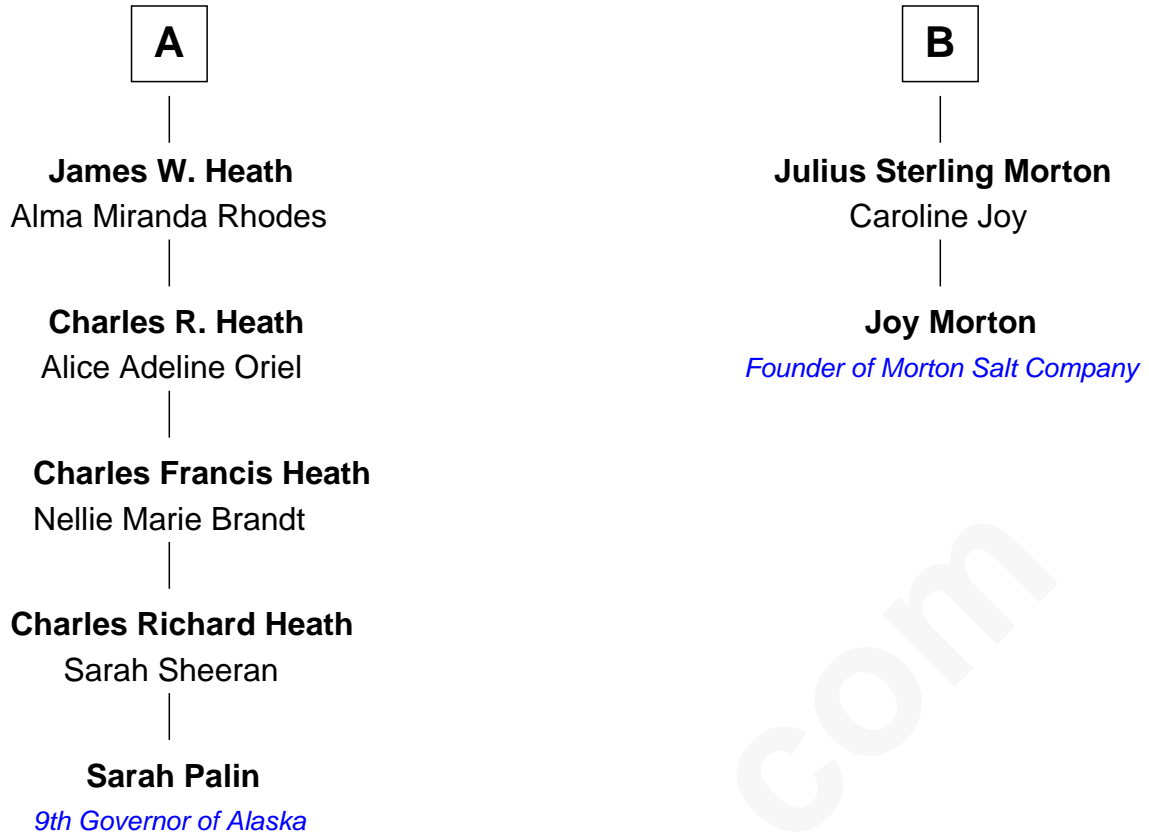 A
James W. Heath
Alma Miranda Rhodes
Charles R. Heath
Alice Adeline Oriel
Charles Francis Heath
Nellie Marie Brandt
Charles Richard Heath
Sarah Sheeran
Sarah Palin
9th Governor of Alaska
B
Julius Sterling Morton
Caroline Joy
Joy Morton
Founder of Morton Salt Company
com